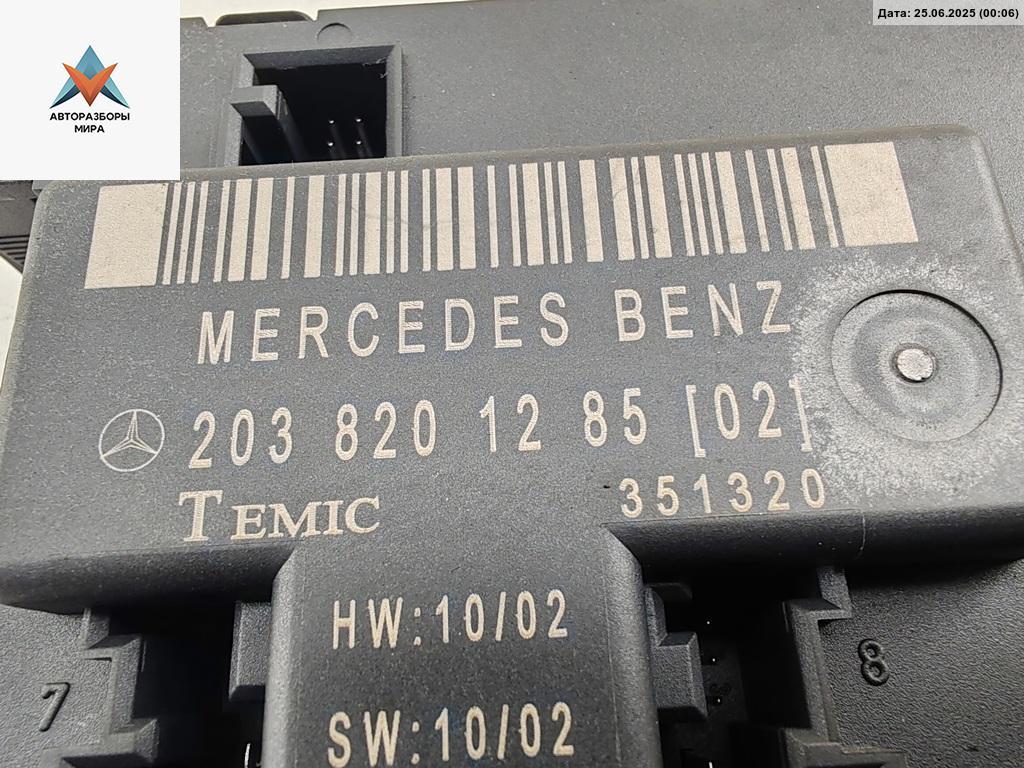 Дата: 25.06.2025 (00:06)
АВТОРАЗБОРЫ
МИРА
MERCEDES BENZ
203 820 12 85 [02]
TEMIC 351320
HW:10/02
SW:10/02
7 8